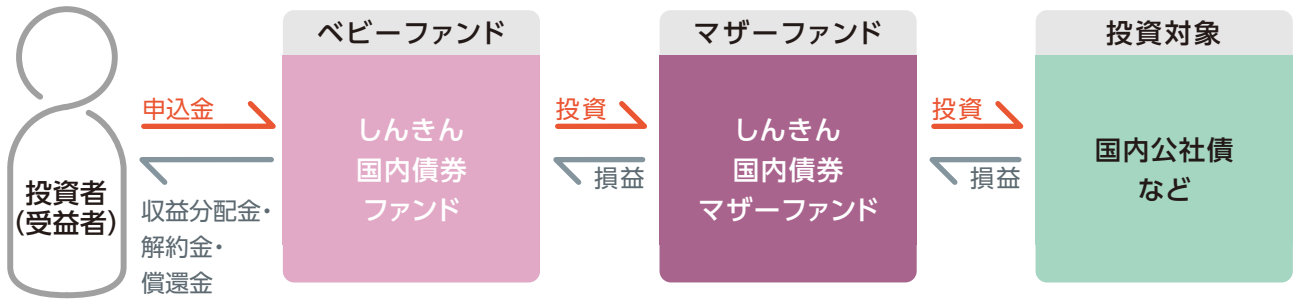 投資者
(受益者)
申込金
収益分配金・
解約金・
償還金
ベビーファンド
しんきん
国内債券
ファンド
投資
損益
マザーファンド
しんきん
国内債券
マザーファンド
投資
損益
投資対象
国内公社債
など